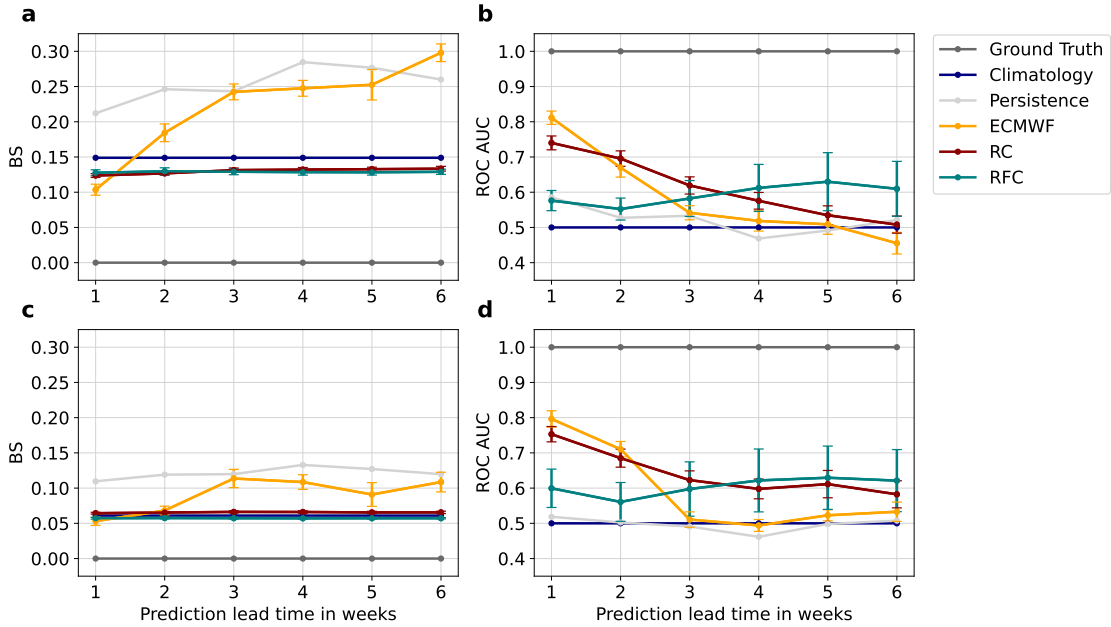 a
b
0.30
0.25
0.20
0.15
0.10
0.05
0.00
BS
1 2 3 4 5 6
1.0
0.9
0.8
0.7
0.6
0.5
0.4
ROC AUC
1 2 3 4 5 6
Ground Truth
Climatology
Persistence
ECMWF
RC
RFC
c
d
0.30
0.25
0.20
0.15
0.10
0.05
0.00
BS
1 2 3 4 5 6
Prediction lead time in weeks
1.0
0.9
0.8
0.7
0.6
0.5
0.4
ROC AUC
1 2 3 4 5 6
Prediction lead time in weeks